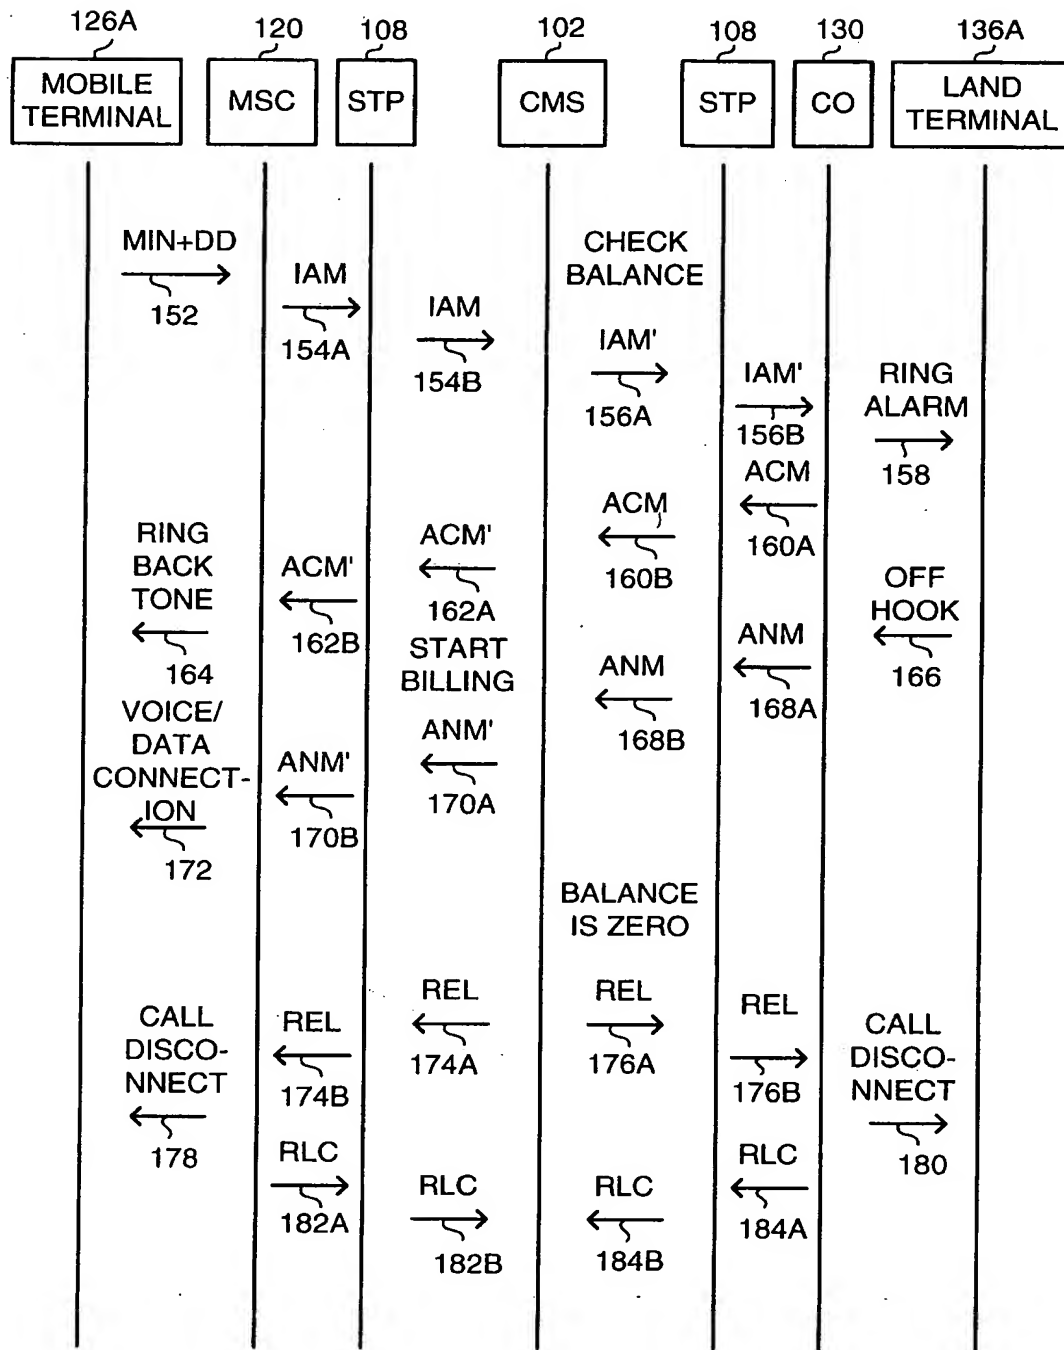 126A
120
108
102
108
130
136A
MOBILE
TERMINAL
MSC
STP
CMS
STP
CO
LAND
TERMINAL
MIN+DD
152
IAM
154A
IAM
154B
CHECK
BALANCE
IAM'
156A
IAM'
156B
RING
ALARM
158
ACM
160A
ACM
160B
ACM'
162A
ACM'
162B
RING
BACK
TONE
164
OFF
HOOK
166
ANM
168A
ANM
168B
START
BILLING
ANM'
170A
ANM'
170B
VOICE/
DATA
CONNECT-
ION
172
BALANCE
IS ZERO
REL
174A
REL
174B
REL
176A
REL
176B
CALL
DISCO-
NNECT
178
CALL
DISCO-
NNECT
180
RLC
182A
RLC
182B
RLC
184A
RLC
184B